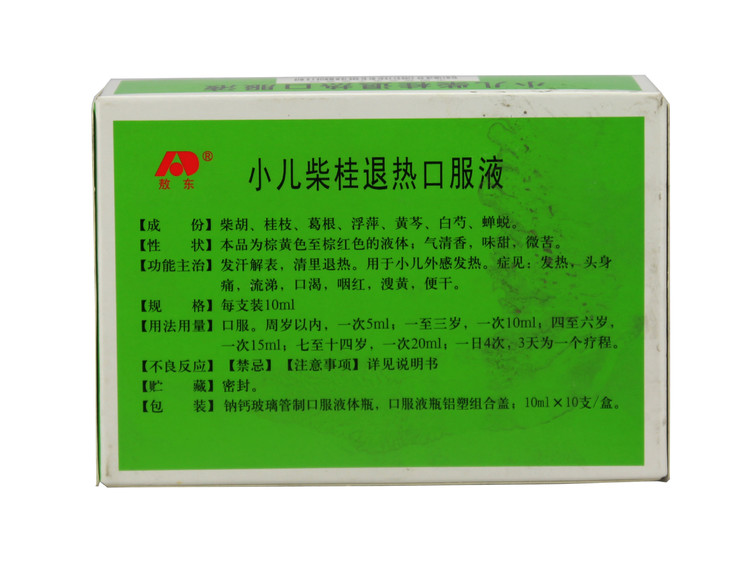 小儿柴桂退热口服液
敖东®
小儿柴桂退热口服液
【成　份】柴胡、桂枝、葛根、浮萍、黄芩、白芍、蝉蜕。
【性　状】本品为棕黄色至棕红色的液体；气清香，味甜，微苦。
【功能主治】发汗解表，清里退热。用于小儿外感发热。症见：发热，头身
痛，流涕，口渴，咽红，溲黄，便干。
【规　格】每支装10ml
【用法用量】口服。周岁以内，一次5ml；一至三岁，一次10ml；四至六岁，
一次15ml；七至十四岁，一次20ml；一日4次，3天为一个疗程。
【不良反应】【禁忌】【注意事项】详见说明书
【贮　藏】密封。
【包　装】钠钙玻璃管制口服液体瓶，口服液瓶铝塑组合盖；10ml×10支/盒。